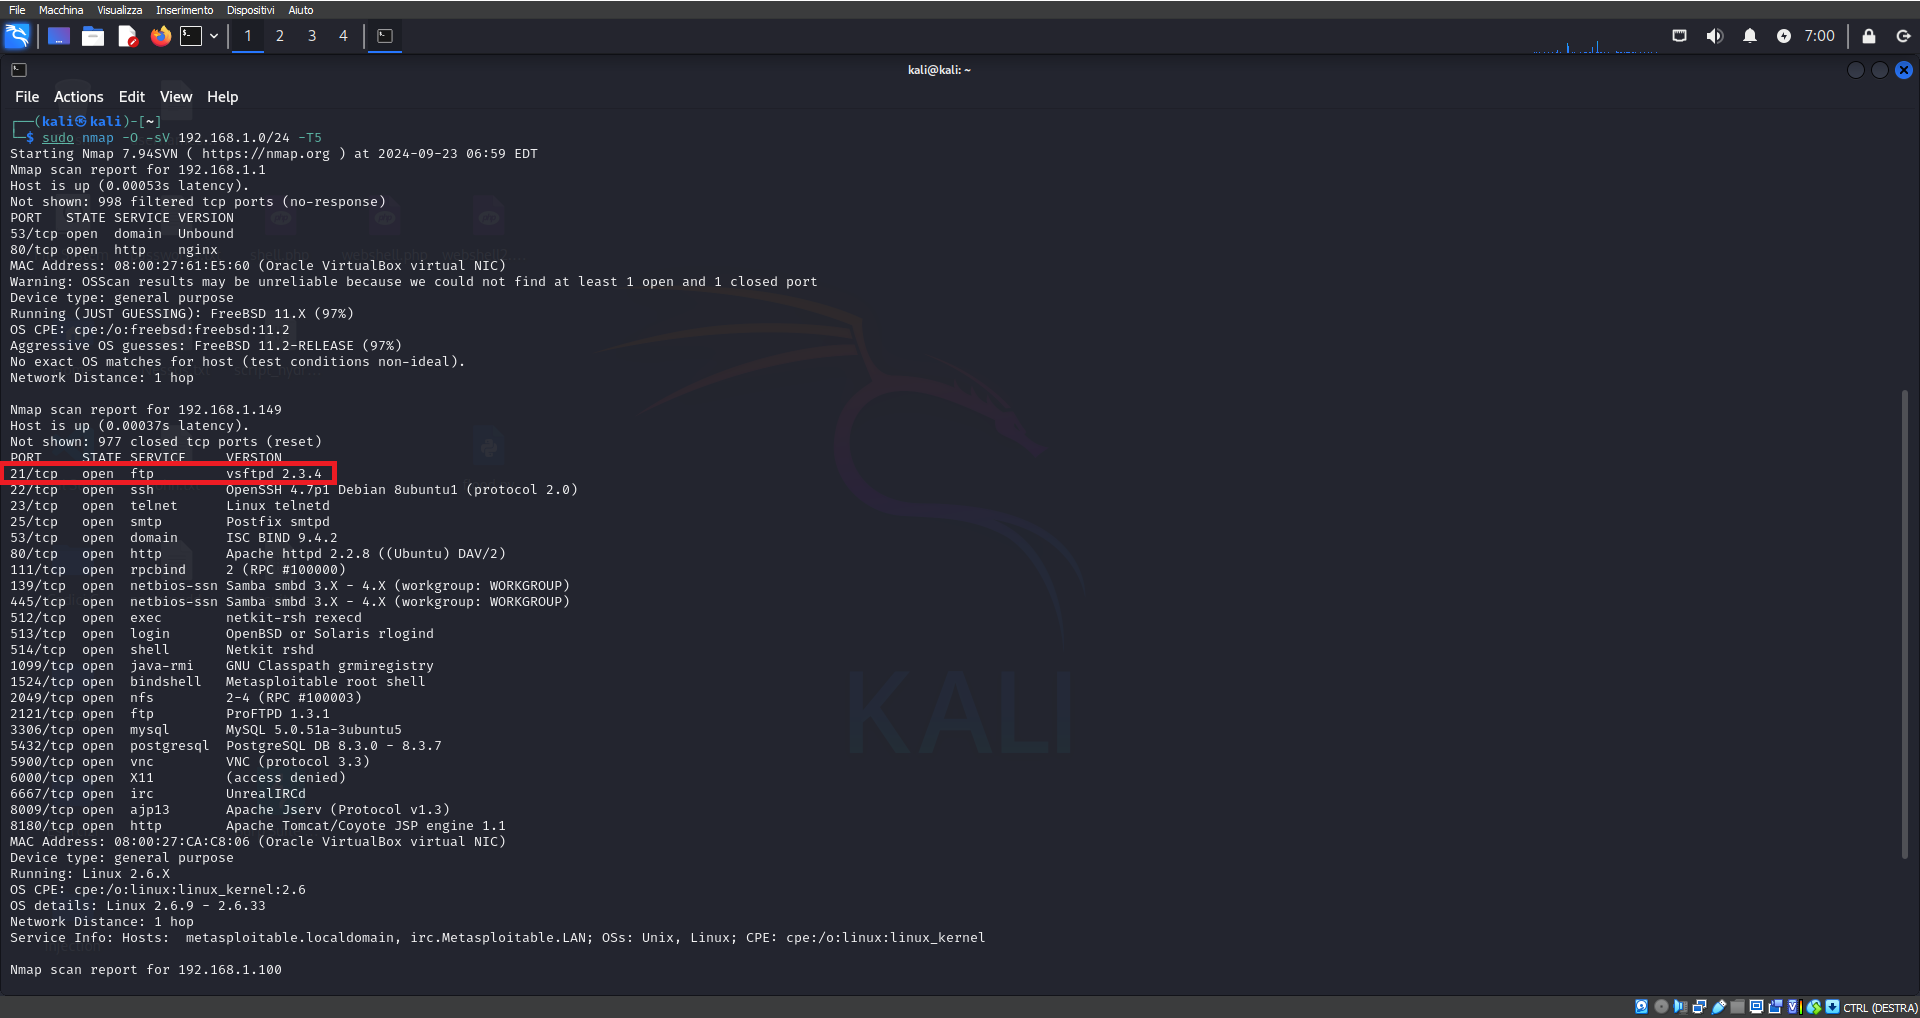 File Macchina Visualizza Inserimento Dispositivi Aiuto
1 2 3 4 7:00
kali@kali: ~
File Actions Edit View Help
┌──(kali㉿kali)-[~]
└─$ sudo nmap -O -sV 192.168.1.0/24 -T5
Starting Nmap 7.94SVN ( https://nmap.org ) at 2024-09-23 06:59 EDT
Nmap scan report for 192.168.1.1
Host is up (0.00053s latency).
Not shown: 998 filtered tcp ports (no-response)
PORT   STATE SERVICE VERSION
53/tcp open  domain  Unbound
80/tcp open  http    nginx
MAC Address: 08:00:27:61:E5:60 (Oracle VirtualBox virtual NIC)
Warning: OSScan results may be unreliable because we could not find at least 1 open and 1 closed port
Device type: general purpose
Running (JUST GUESSING): FreeBSD 11.X (97%)
OS CPE: cpe:/o:freebsd:freebsd:11.2
Aggressive OS guesses: FreeBSD 11.2-RELEASE (97%)
No exact OS matches for host (test conditions non-ideal).
Network Distance: 1 hop
Nmap scan report for 192.168.1.149
Host is up (0.00037s latency).
Not shown: 977 closed tcp ports (reset)
PORT     STATE SERVICE     VERSION
21/tcp   open  ftp         vsftpd 2.3.4
22/tcp   open  ssh         OpenSSH 4.7p1 Debian 8ubuntu1 (protocol 2.0)
23/tcp   open  telnet      Linux telnetd
25/tcp   open  smtp        Postfix smtpd
53/tcp   open  domain      ISC BIND 9.4.2
80/tcp   open  http        Apache httpd 2.2.8 ((Ubuntu) DAV/2)
111/tcp  open  rpcbind     2 (RPC #100000)
139/tcp  open  netbios-ssn Samba smbd 3.X - 4.X (workgroup: WORKGROUP)
445/tcp  open  netbios-ssn Samba smbd 3.X - 4.X (workgroup: WORKGROUP)
512/tcp  open  exec        netkit-rsh rexecd
513/tcp  open  login       OpenBSD or Solaris rlogind
514/tcp  open  shell       Netkit rshd
1099/tcp open  java-rmi    GNU Classpath grmiregistry
1524/tcp open  bindshell   Metasploitable root shell
2049/tcp open  nfs         2-4 (RPC #100003)
2121/tcp open  ftp         ProFTPD 1.3.1
3306/tcp open  mysql       MySQL 5.0.51a-3ubuntu5
5432/tcp open  postgresql  PostgreSQL DB 8.3.0 - 8.3.7
5900/tcp open  vnc         VNC (protocol 3.3)
6000/tcp open  X11         (access denied)
6667/tcp open  irc         UnrealIRCd
8009/tcp open  ajp13       Apache Jserv (Protocol v1.3)
8180/tcp open  http        Apache Tomcat/Coyote JSP engine 1.1
MAC Address: 08:00:27:CA:C8:06 (Oracle VirtualBox virtual NIC)
Device type: general purpose
Running: Linux 2.6.X
OS CPE: cpe:/o:linux:linux_kernel:2.6
OS details: Linux 2.6.9 - 2.6.33
Network Distance: 1 hop
Service Info: Hosts:  metasploitable.localdomain, irc.Metasploitable.LAN; OSs: Unix, Linux; CPE: cpe:/o:linux:linux_kernel
Nmap scan report for 192.168.1.100
KALI
CTRL (DESTRA)